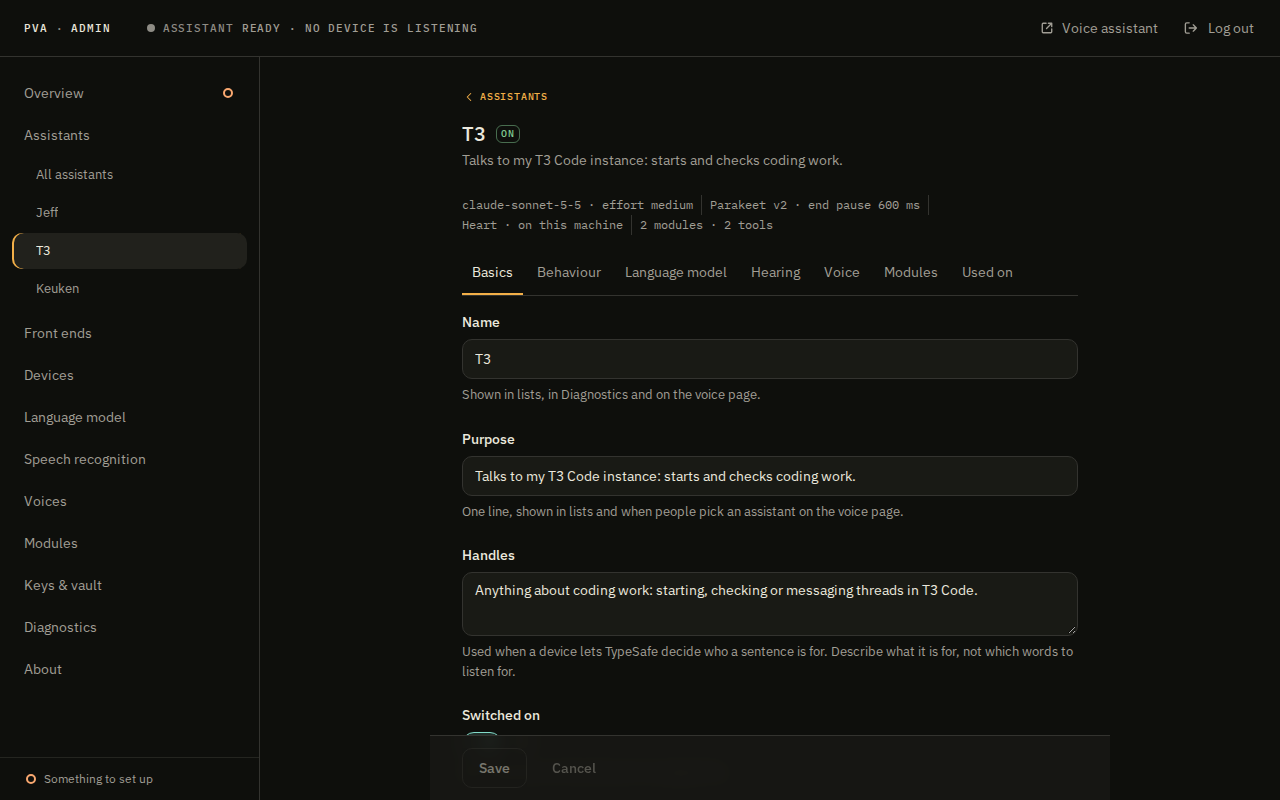 PVA · ADMIN
ASSISTANT READY · NO DEVICE IS LISTENING
Voice assistant
Log out
Overview
Assistants
All assistants
Jeff
T3
Keuken
Front ends
Devices
Language model
Speech recognition
Voices
Modules
Keys & vault
Diagnostics
About
Something to set up
ASSISTANTS
T3 ON
Talks to my T3 Code instance: starts and checks coding work.
claude-sonnet-5-5 · effort medium Parakeet v2 · end pause 600 ms
Heart · on this machine 2 modules · 2 tools
Basics Behaviour Language model Hearing Voice Modules Used on
Name
T3
Shown in lists, in Diagnostics and on the voice page.
Purpose
Talks to my T3 Code instance: starts and checks coding work.
One line, shown in lists and when people pick an assistant on the voice page.
Handles
Anything about coding work: starting, checking or messaging threads in T3 Code.
Used when a device lets TypeSafe decide who a sentence is for. Describe what it is for, not which words to
listen for.
Switched on
Save Cancel